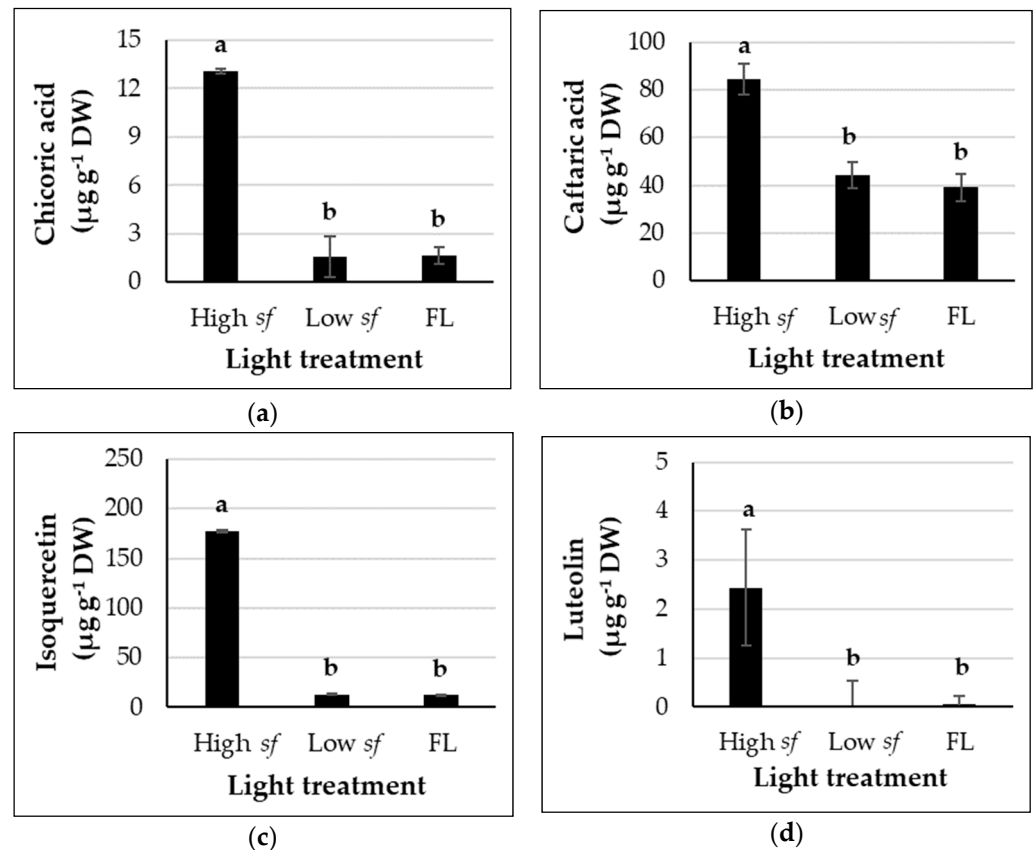 15
12
9
6
3
0
Chicoric acid
(µg g⁻¹ DW)
a
b
b
High sf Low sf FL
Light treatment
(a)
100
80
60
40
20
0
Caftaric acid
(µg g⁻¹ DW)
a
b
b
High sf Low sf FL
Light treatment
(b)
250
200
150
100
50
0
Isoquercetin
(µg g⁻¹ DW)
a
b
b
High sf Low sf FL
Light treatment
(c)
5
4
3
2
1
0
Luteolin
(µg g⁻¹ DW)
a
b
b
High sf Low sf FL
Light treatment
(d)